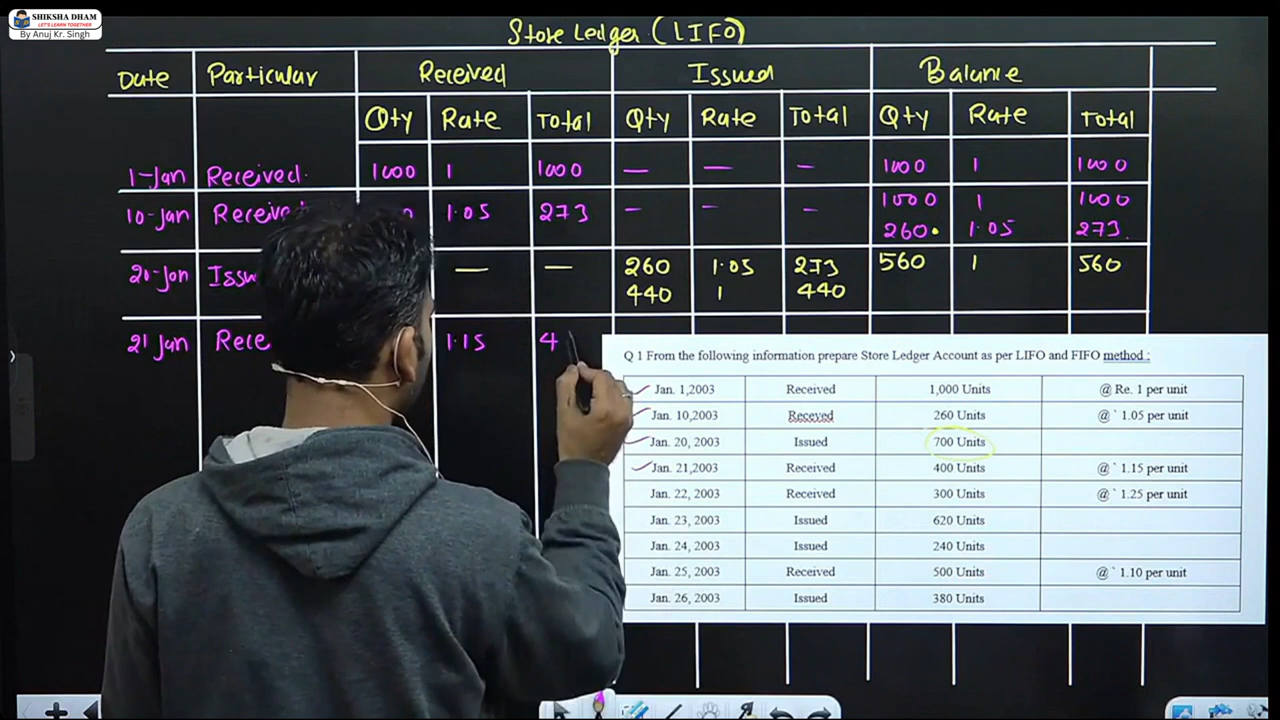 SHIKSHA DHAM
LET'S LEARN TOGETHER
By Anuj Kr. Singh
Store Ledger (LIFO)
Date Particular Received Issued Balance
Qty Rate Total Qty Rate Total Qty Rate Total
1-Jan Received 1000 1 1000 — — - 1000 1 1000
10-Jan Received 1.05 273 - - - 1000 1 1000
260 1.05 273
20-Jan — — 260 1.05 273 560 1 560
440 1 440
21 Jan 1.15 4
Q 1 From the following information prepare Store Ledger Account as per LIFO and FIFO method :
Jan. 1,2003 Received 1,000 Units @ Re. 1 per unit
Jan. 10,2003 Receved 260 Units @ ` 1.05 per unit
Jan. 20, 2003 Issued 700 Units
Jan. 21,2003 Received 400 Units @ ` 1.15 per unit
Jan. 22, 2003 Received 300 Units @ ` 1.25 per unit
Jan. 23, 2003 Issued 620 Units
Jan. 24, 2003 Issued 240 Units
Jan. 25, 2003 Received 500 Units @ ` 1.10 per unit
Jan. 26, 2003 Issued 380 Units